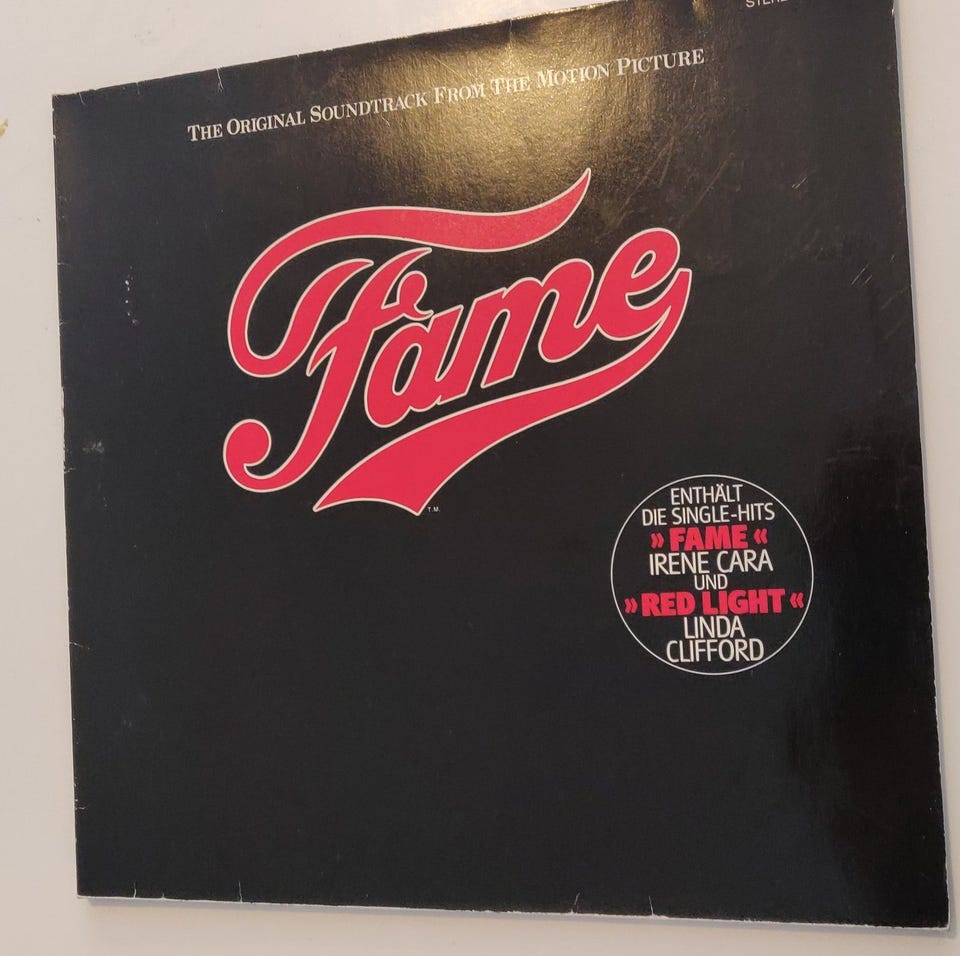 THE ORIGINAL SOUNDTRACK FROM THE MOTION PICTURE
Fame
T.M.
ENTHÄLT
DIE SINGLE-HITS
»FAME«
IRENE CARA
UND
»RED LIGHT«
LINDA
CLIFFORD